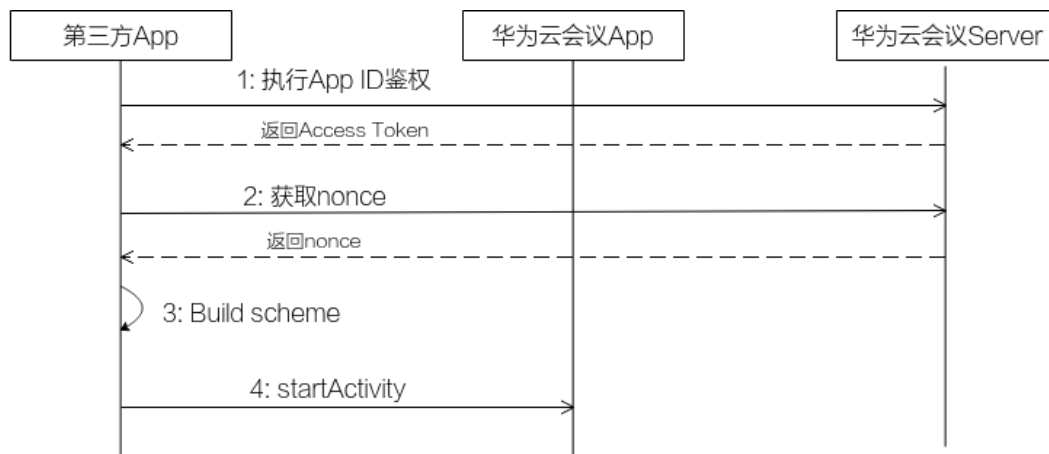 第三方App
华为云会议App
华为云会议Server
1: 执行App ID鉴权
返回Access Token
2: 获取nonce
返回nonce
3: Build scheme
4: startActivity